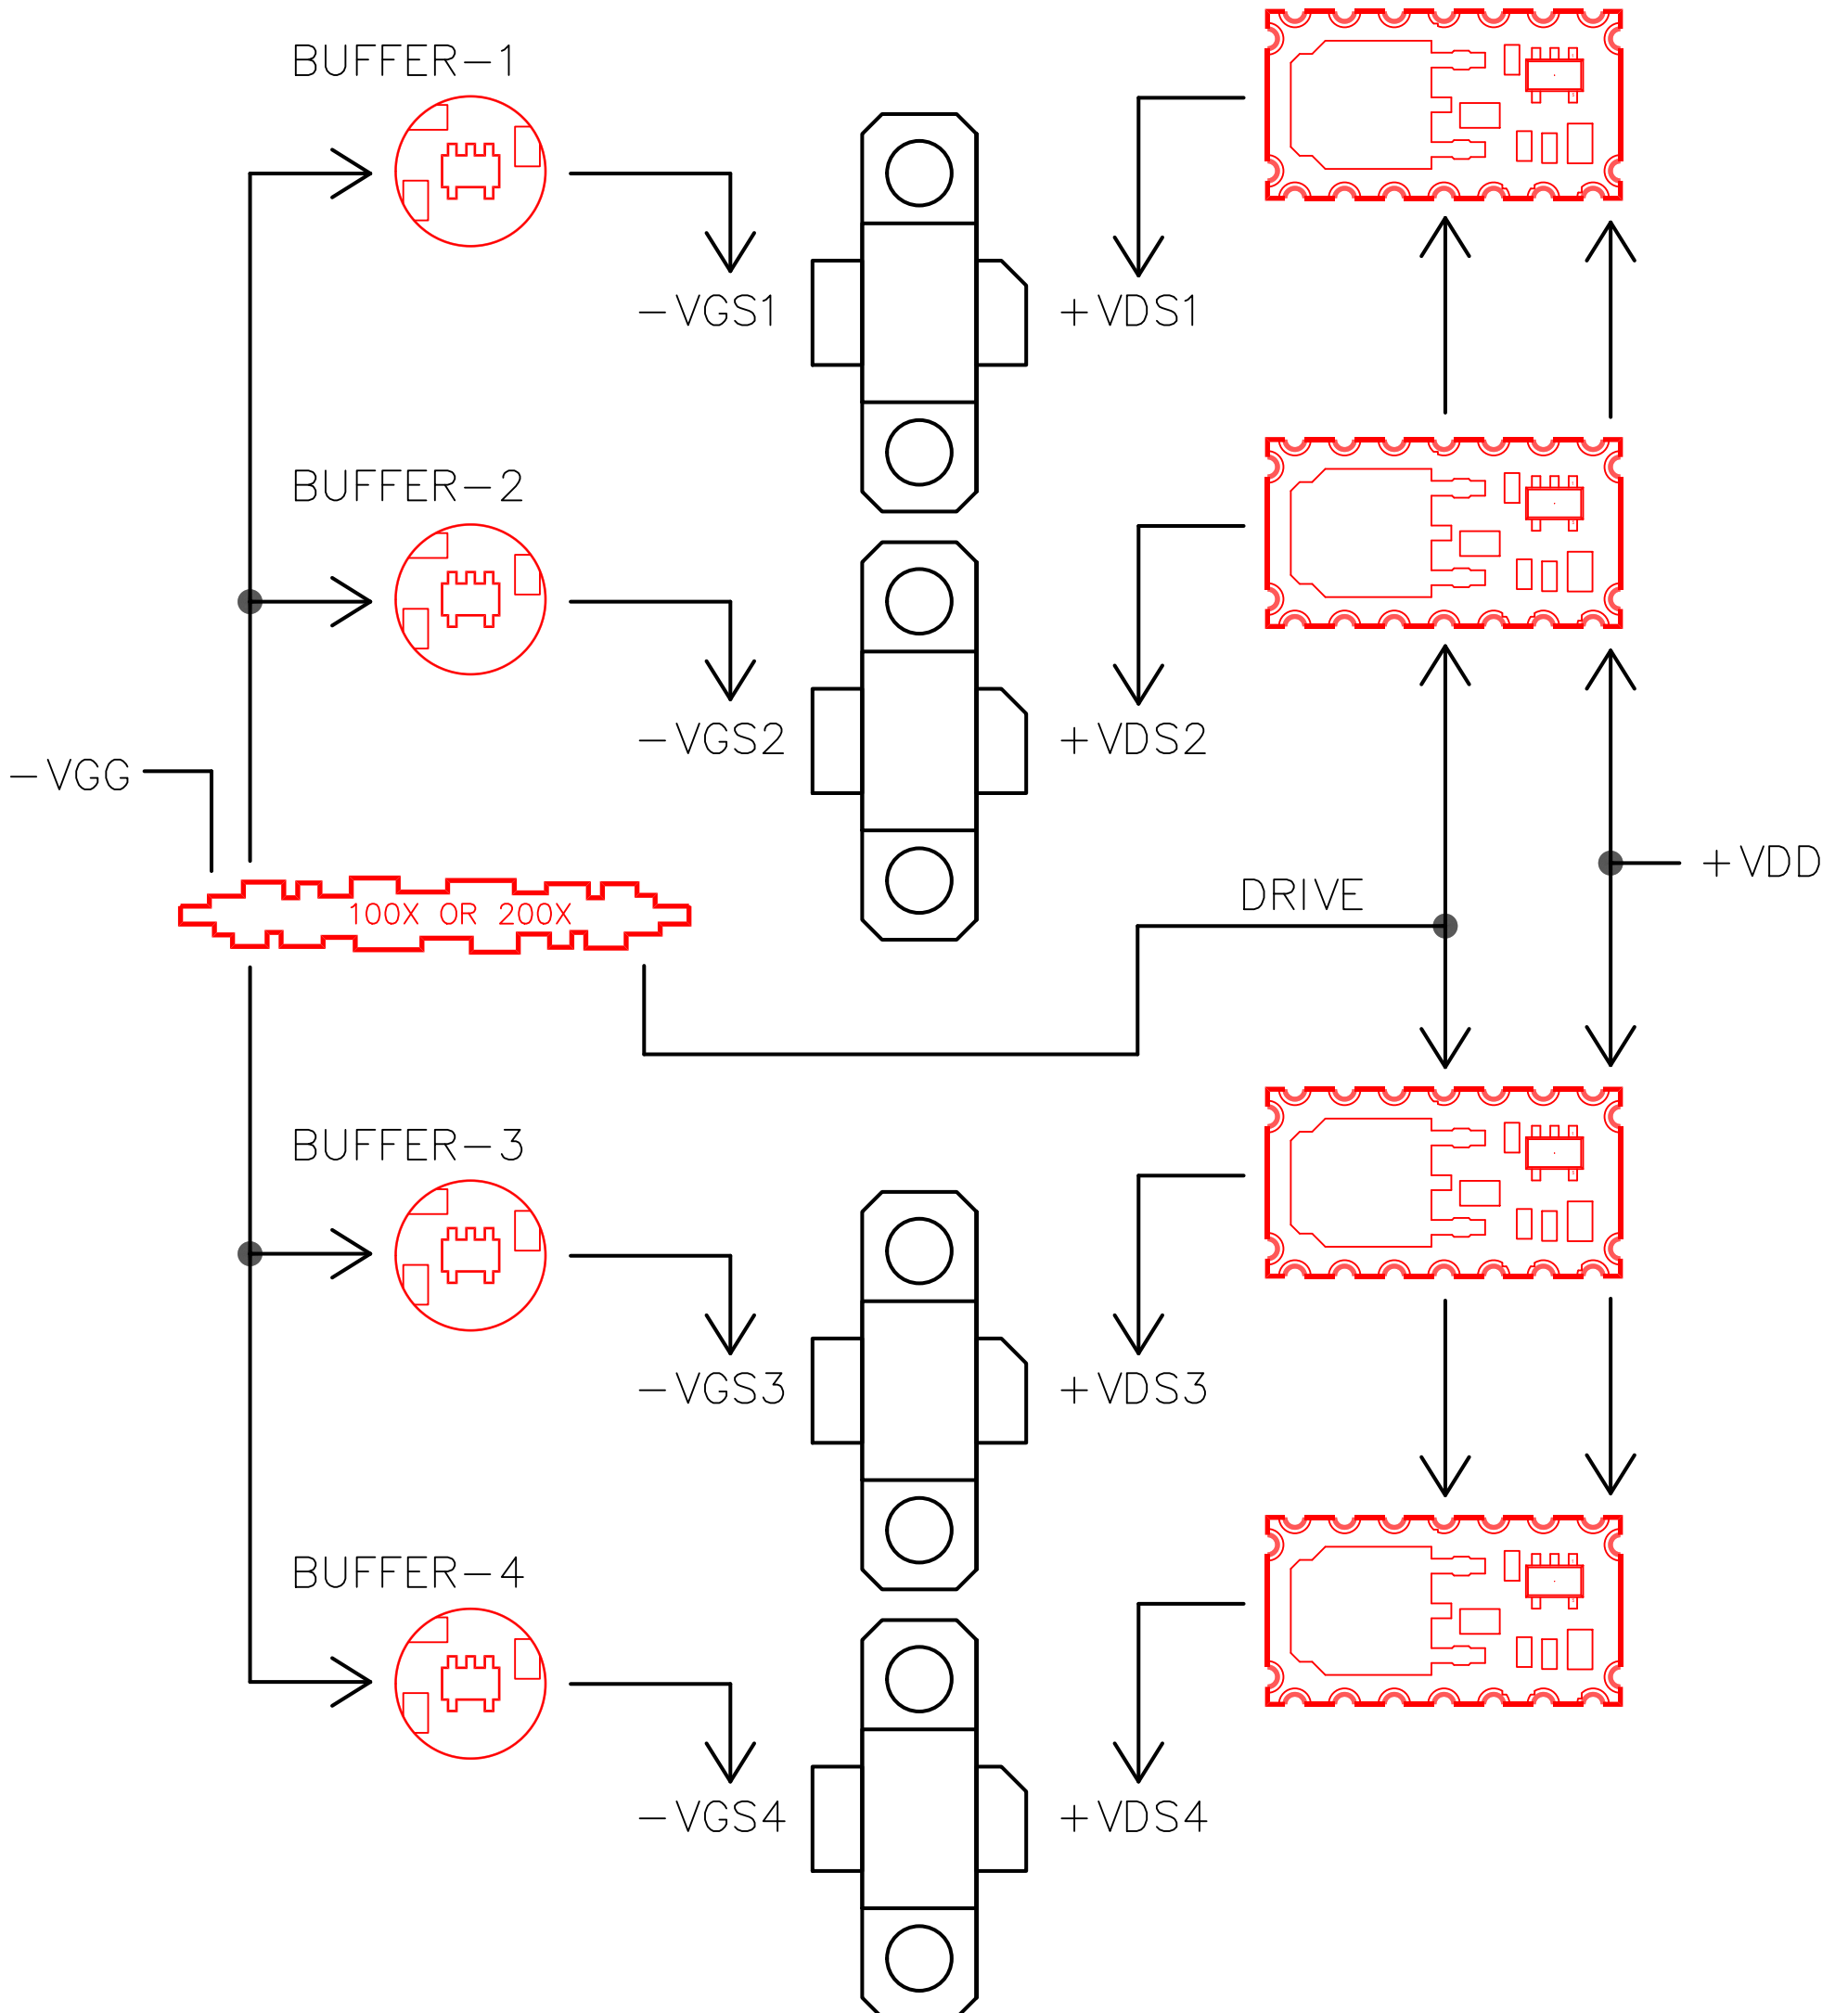 BUFFER-1
-VGS1
+VDS1
BUFFER-2
-VGS2
+VDS2
-VGG
+VDD
DRIVE
100X OR 200X
BUFFER-3
-VGS3
+VDS3
BUFFER-4
-VGS4
+VDS4